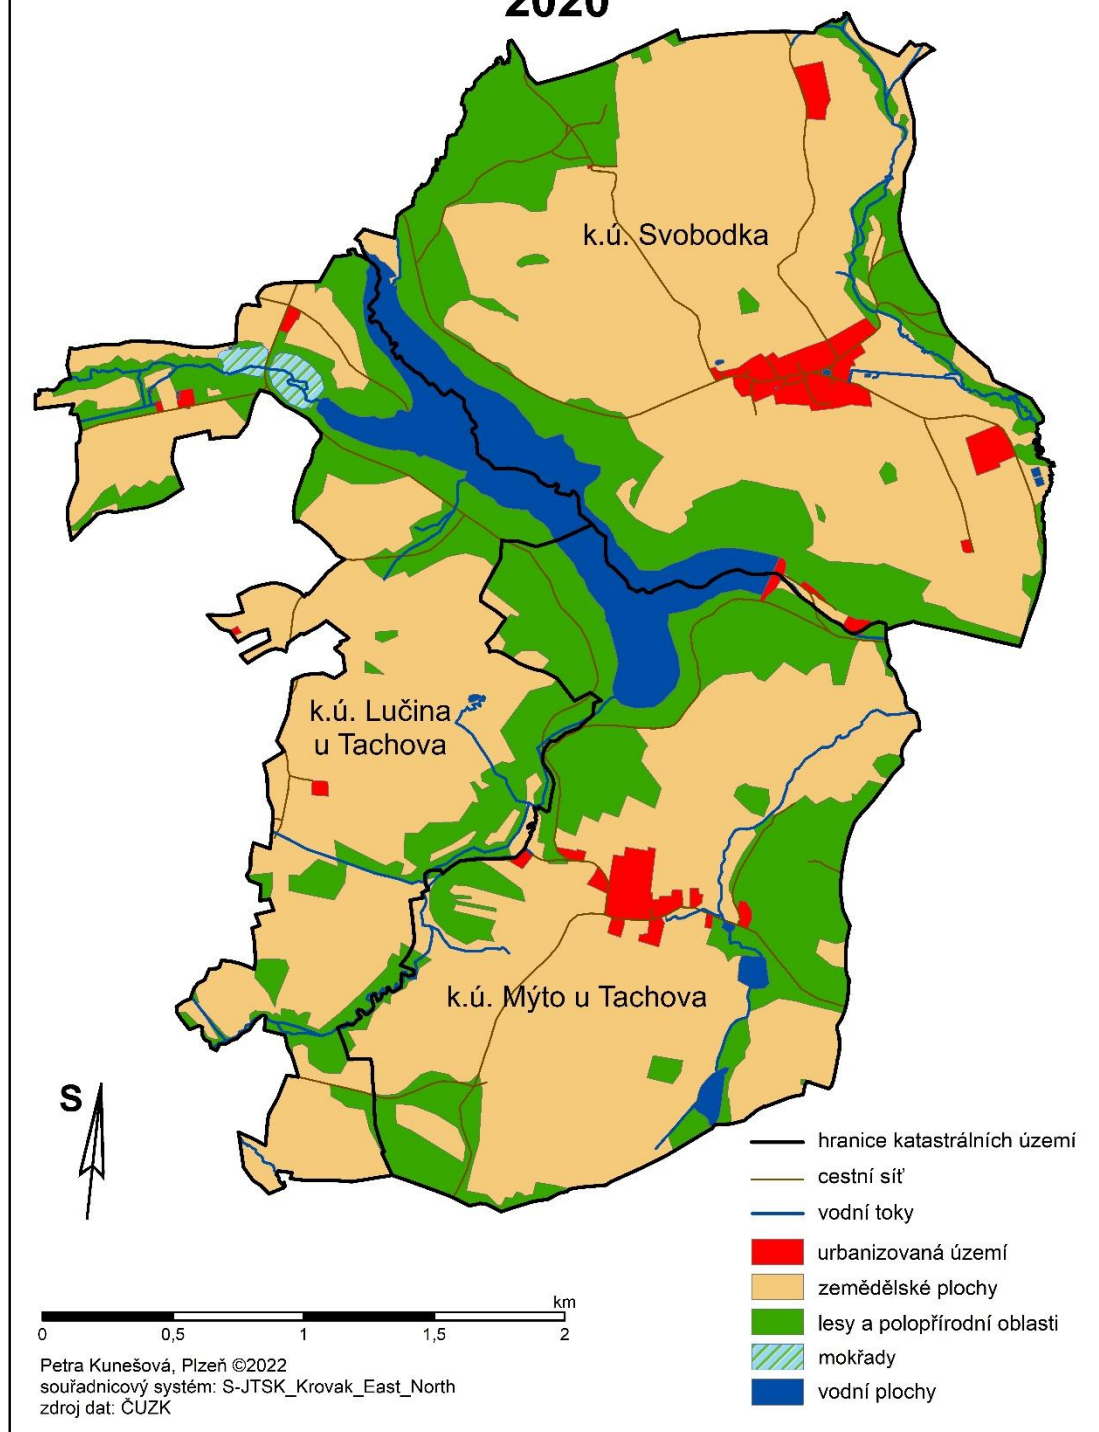 2020
k.ú. Svobodka
k.ú. Lučina
u Tachova
k.ú. Mýto u Tachova
S
hranice katastrálních území
cestní síť
vodní toky
urbanizovaná území
zemědělské plochy
lesy a polopřírodní oblasti
mokřady
vodní plochy
km
0 0,5 1 1,5 2
Petra Kunešová, Plzeň ©2022
souřadnicový systém: S-JTSK_Krovak_East_North
zdroj dat: ČUZK